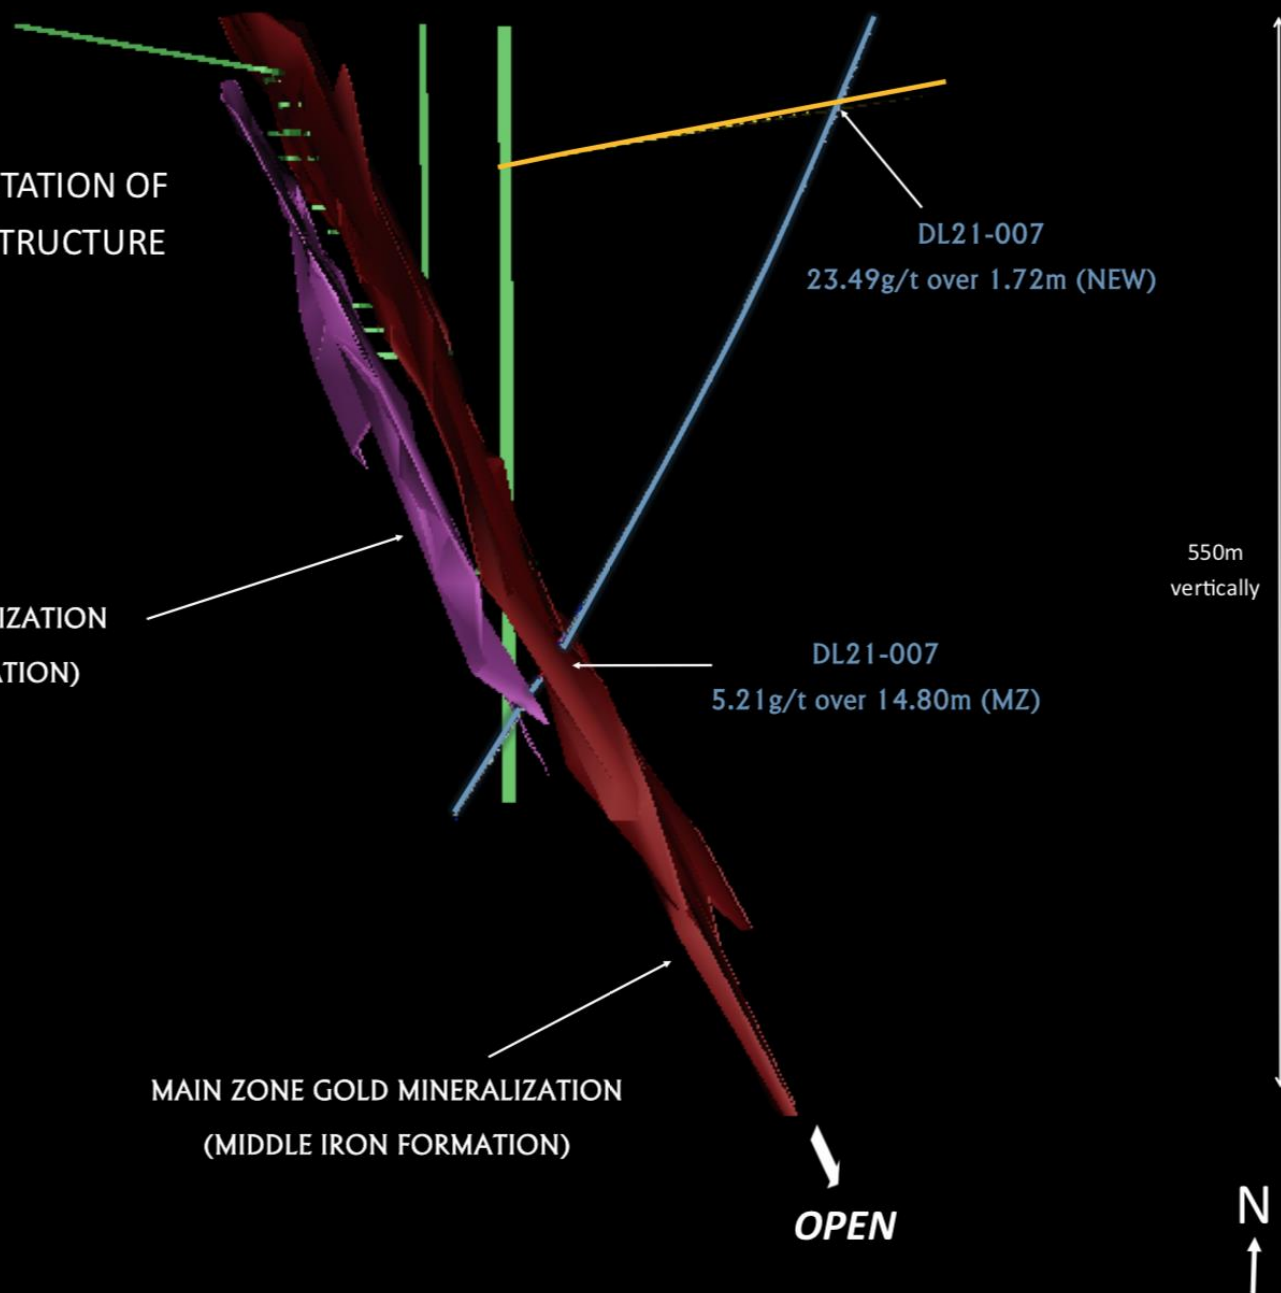 TATION OF
TRUCTURE
DL21-007
23.49g/t over 1.72m (NEW)
550m
vertically
IZATION
ATION)
DL21-007
5.21g/t over 14.80m (MZ)
MAIN ZONE GOLD MINERALIZATION
(MIDDLE IRON FORMATION)
OPEN
N